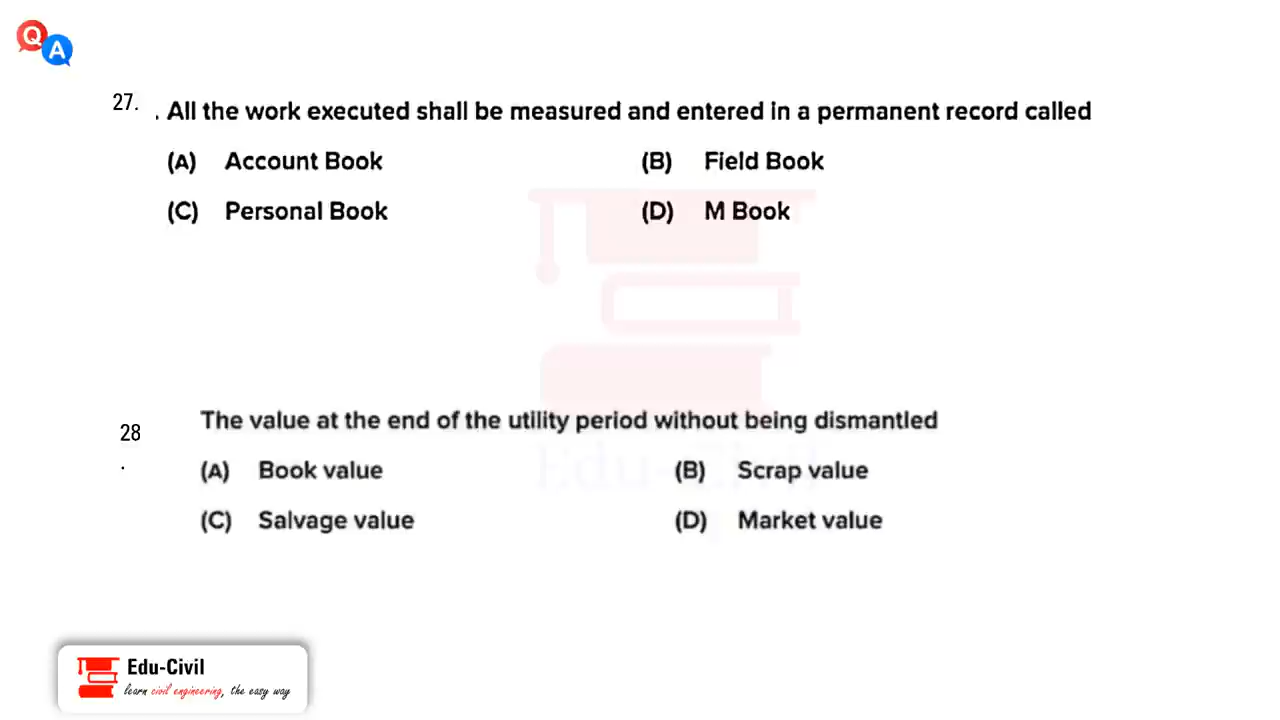 Q
A
27.
. All the work executed shall be measured and entered in a permanent record called
(A) Account Book (B) Field Book
(C) Personal Book (D) M Book
28
.
The value at the end of the utility period without being dismantled
Edu-Civil
(A) Book value (B) Scrap value
(C) Salvage value (D) Market value
Edu-Civil
learn civil engineering, the easy way